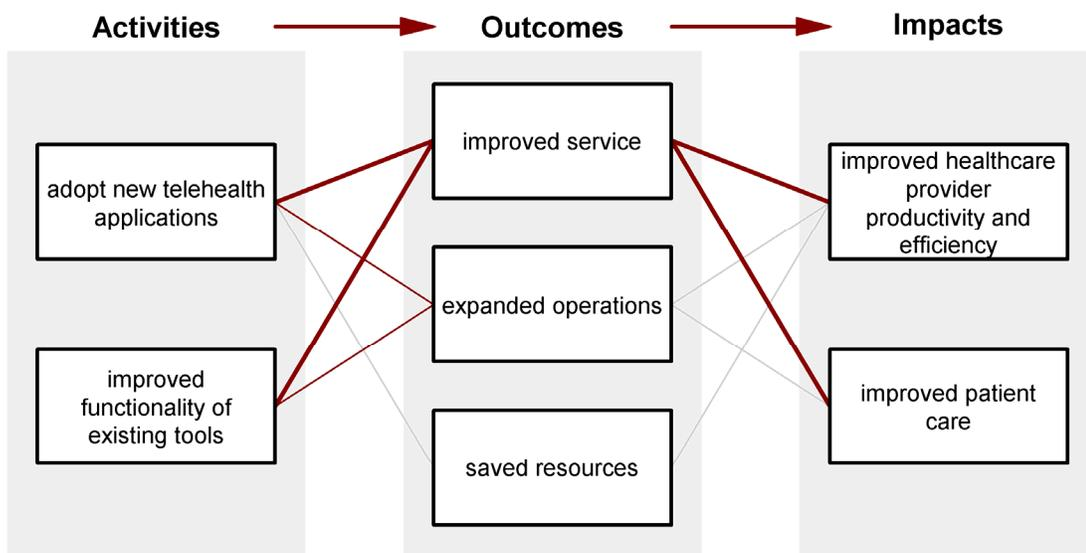 Activities
Outcomes
Impacts
adopt new telehealth
applications
improved
functionality of
existing tools
improved service
expanded operations
saved resources
improved healthcare
provider
productivity and
efficiency
improved patient
care